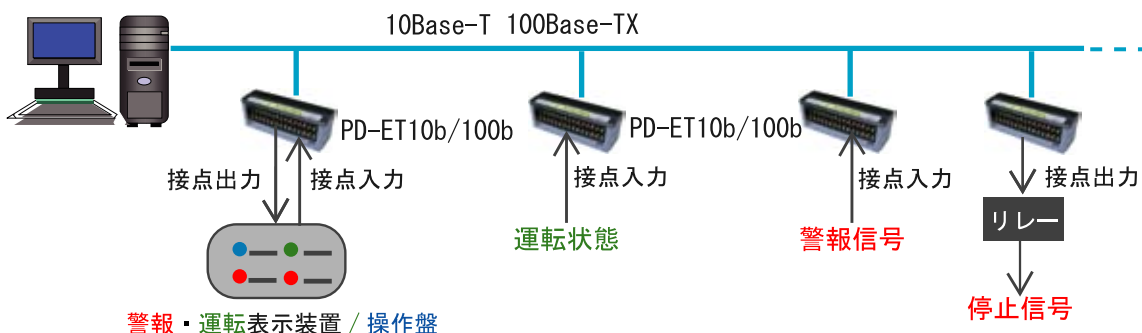 10Base-T 100Base-TX
PD-ET10b/100b
PD-ET10b/100b
接点出力
接点入力
接点入力
接点入力
接点出力
運転状態
警報信号
リレー
停止信号
警報・運転表示装置/操作盤